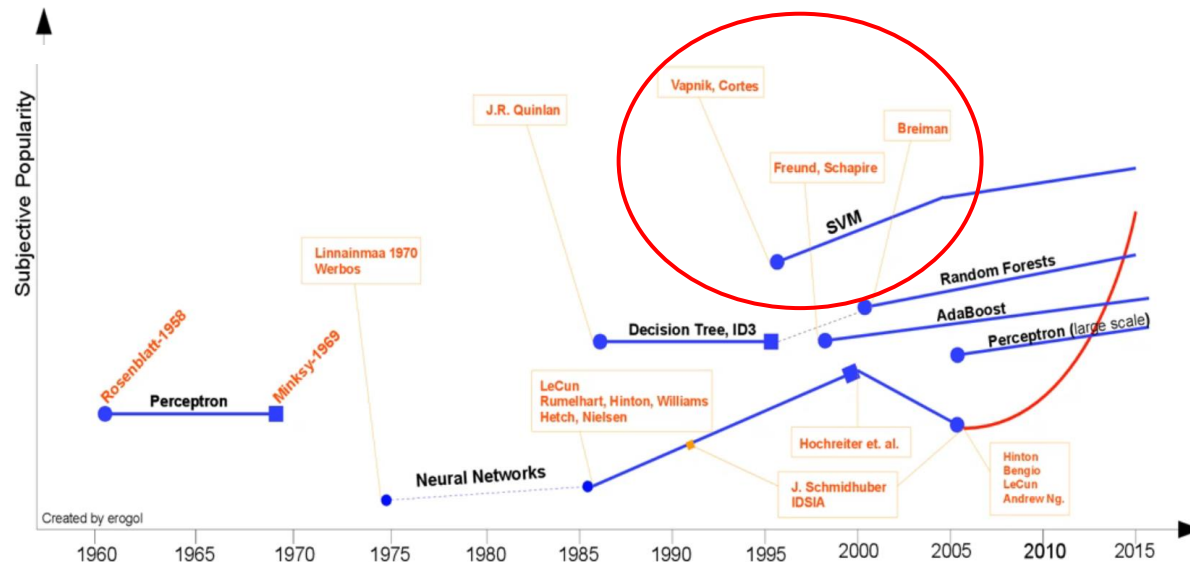 Subjective Popularity
Vapnik, Cortes
J.R. Quinlan
Breiman
Freund, Schapire
SVM
Linnainmaa 1970
Werbos
Random Forests
AdaBoost
Rosenblatt-1958
Minksy-1969
Decision Tree, ID3
Perceptron (large scale)
Perceptron
LeCun
Rumelhart, Hinton, Williams
Hetch, Nielsen
Neural Networks
Hochreiter et. al.
J. Schmidhuber
IDSIA
Hinton
Bengio
LeCun
Andrew Ng.
Created by erogol
1960 1965 1970 1975 1980 1985 1990 1995 2000 2005 2010 2015